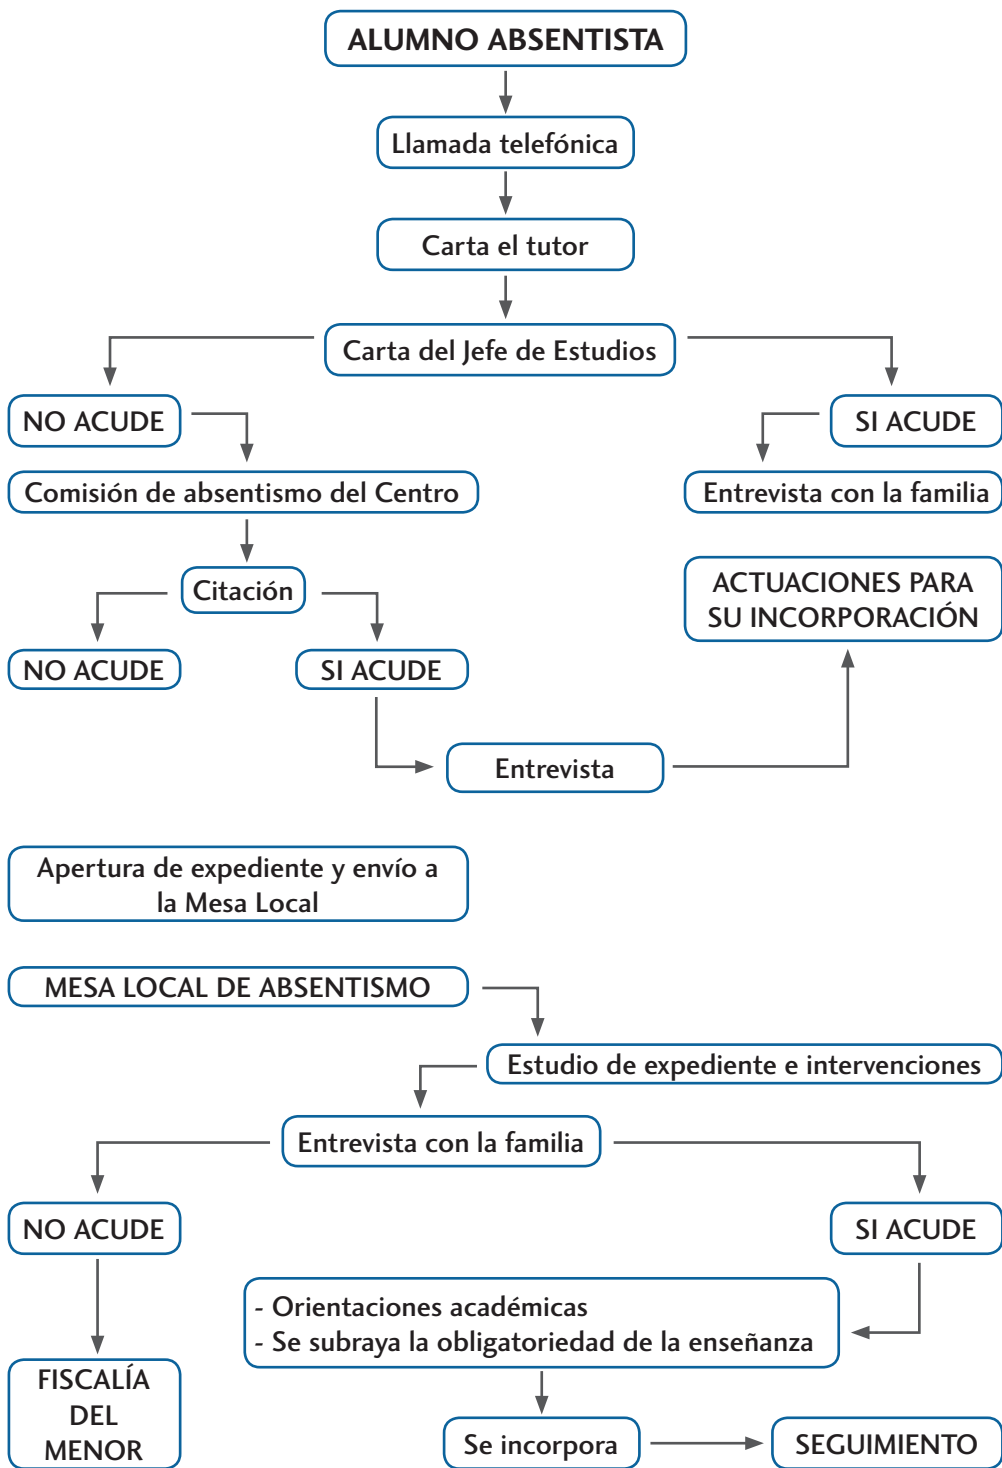 ALUMNO ABSENTISTA
Llamada telefónica
Carta el tutor
Carta del Jefe de Estudios
NO ACUDE
SI ACUDE
Comisión de absentismo del Centro
Entrevista con la familia
Citación
ACTUACIONES PARA
SU INCORPORACIÓN
NO ACUDE
SI ACUDE
Entrevista
Apertura de expediente y envío a
la Mesa Local
MESA LOCAL DE ABSENTISMO
Estudio de expediente e intervenciones
Entrevista con la familia
NO ACUDE
SI ACUDE
- Orientaciones académicas
- Se subraya la obligatoriedad de la enseñanza
FISCALÍA
DEL
MENOR
Se incorpora
SEGUIMIENTO